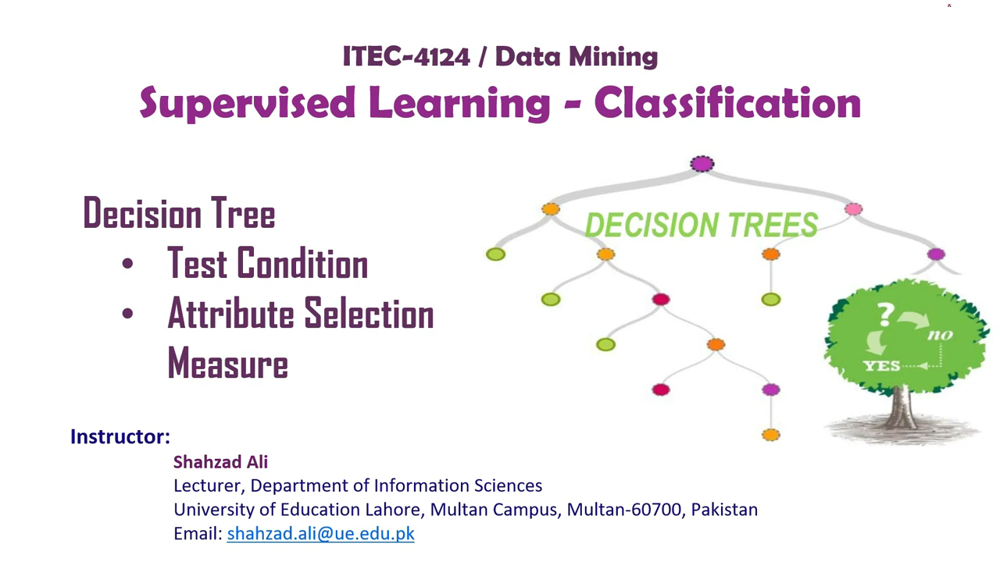 ITEC-4124 / Data Mining
Supervised Learning - Classification
Decision Tree
• Test Condition
• Attribute Selection
Measure
DECISION TREES
?
no
YES
Instructor:
Shahzad Ali
Lecturer, Department of Information Sciences
University of Education Lahore, Multan Campus, Multan-60700, Pakistan
Email: shahzad.ali@ue.edu.pk